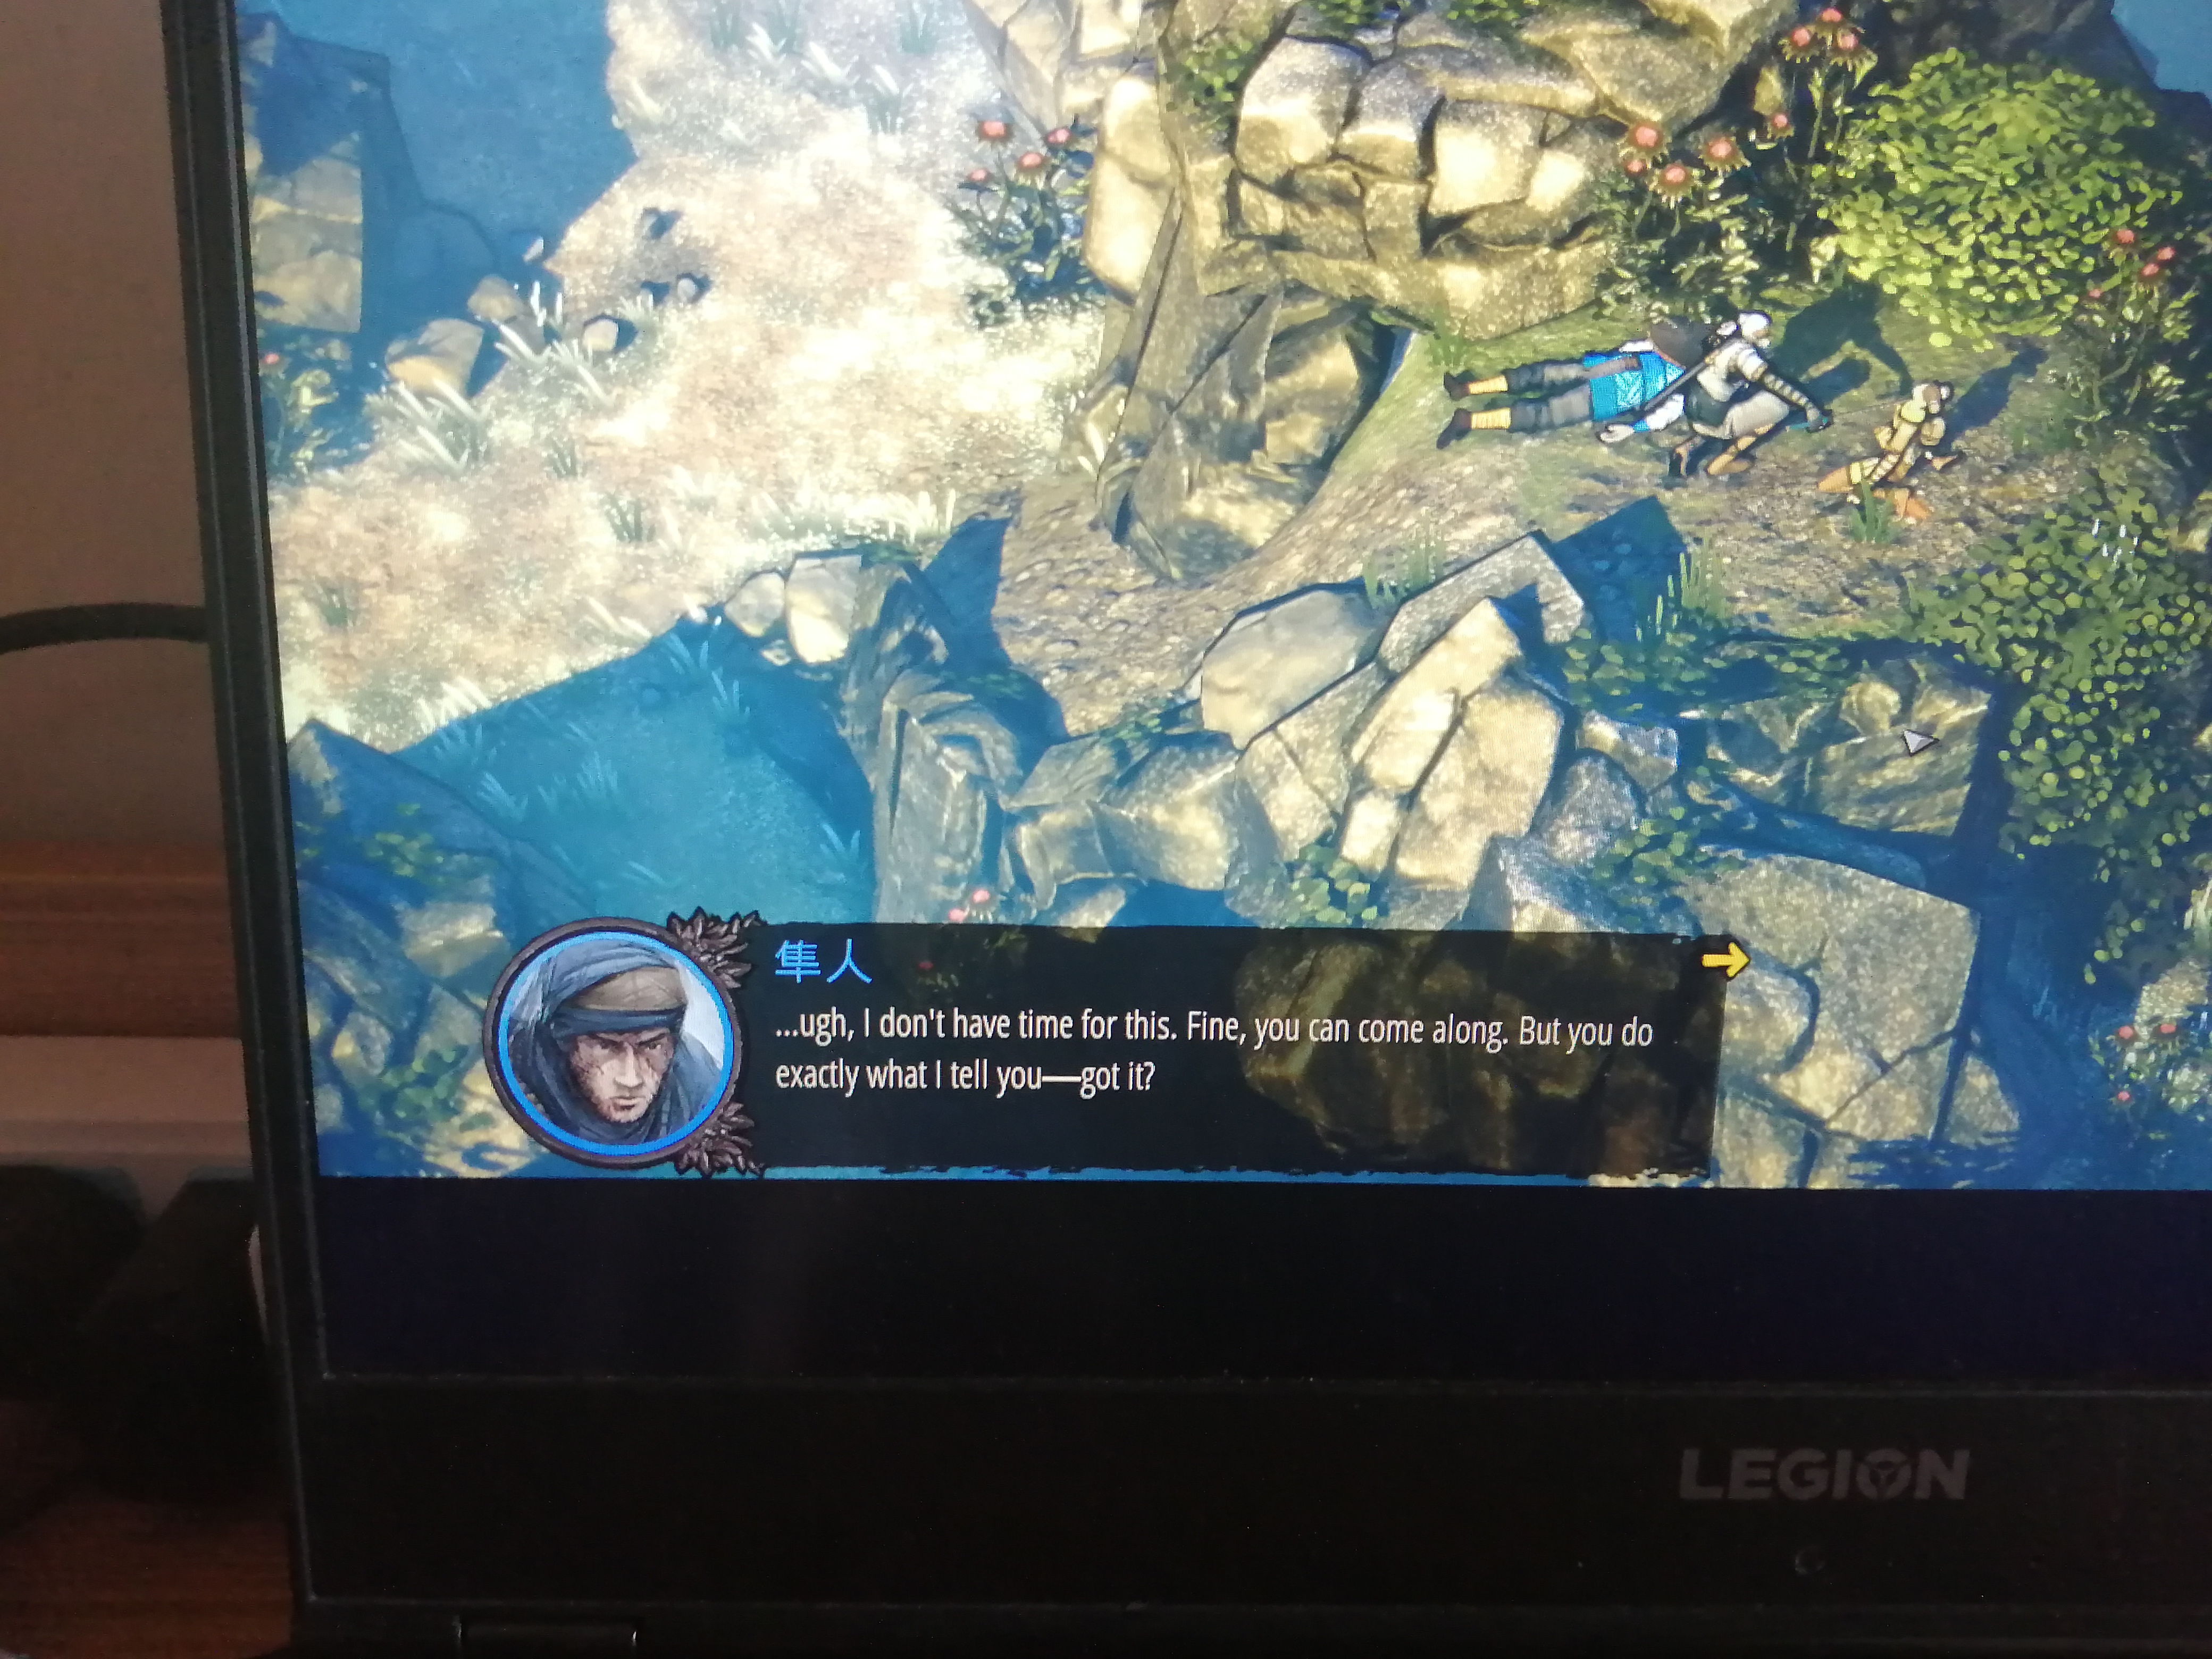 隼人
...ugh, I don't have time for this. Fine, you can come along. But you do
exactly what I tell you—got it?
LEGION